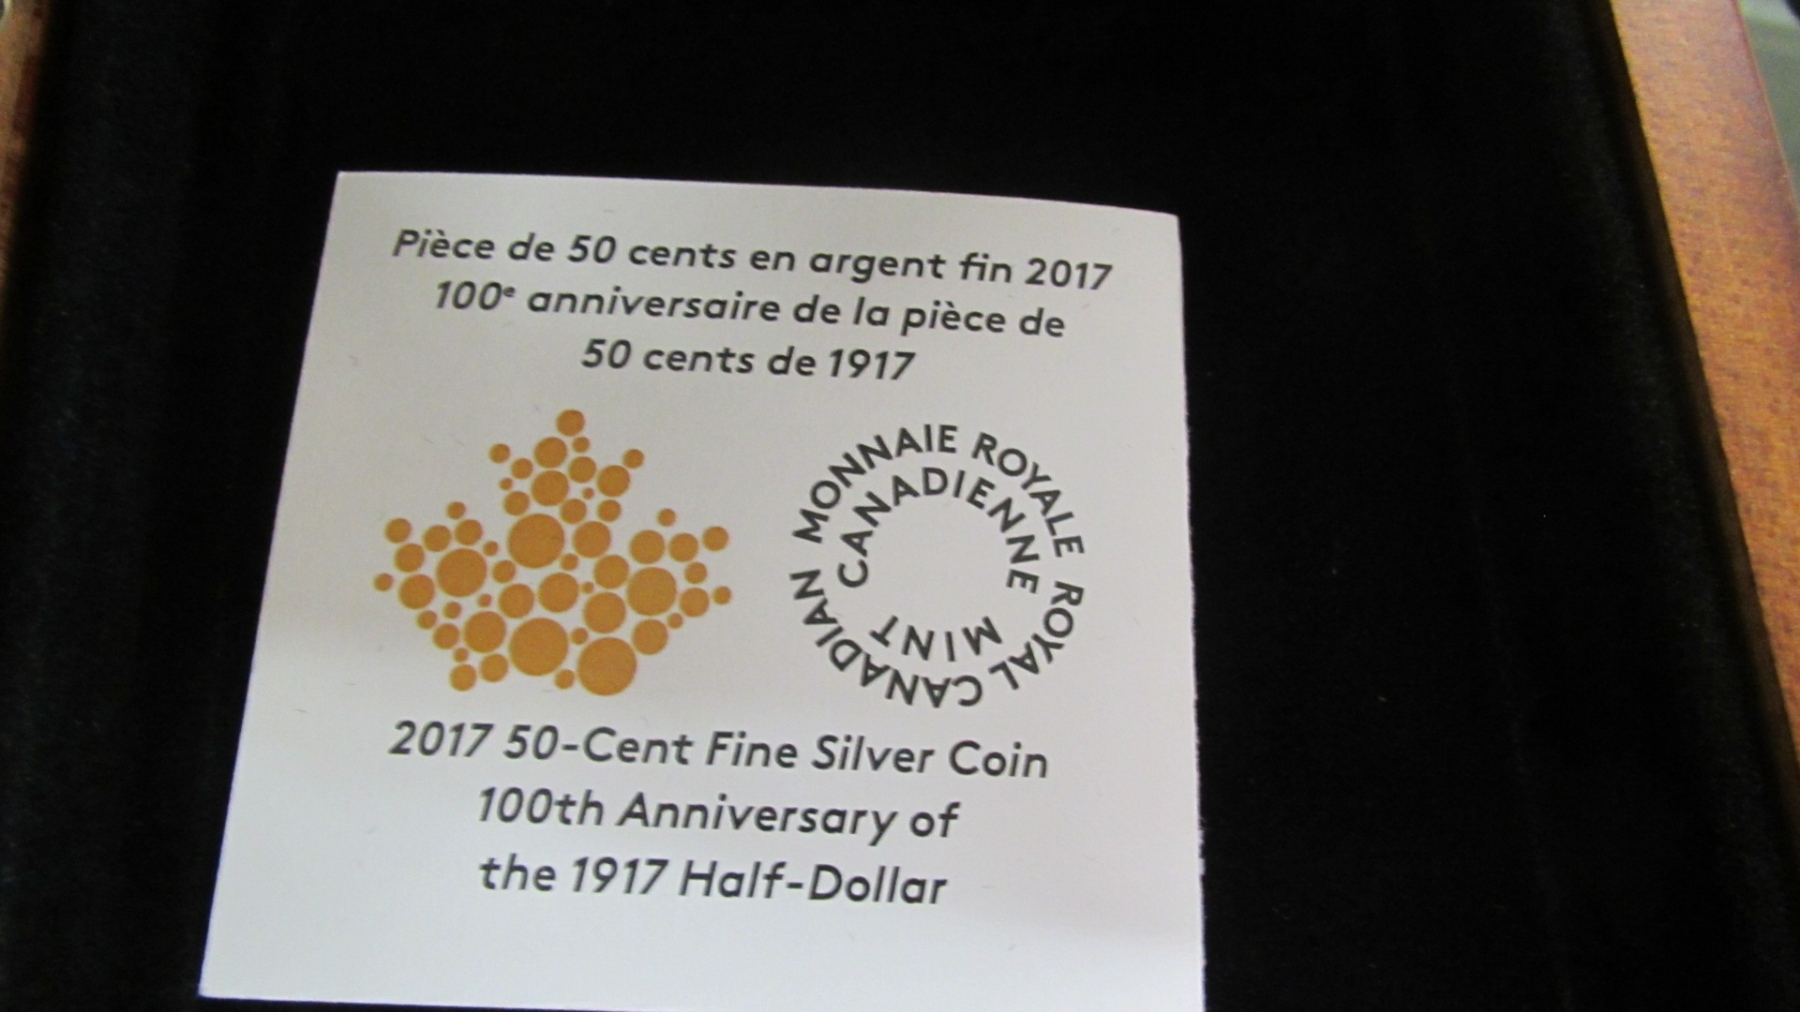 Pièce de 50 cents en argent fin 2017
100e anniversaire de la pièce de
50 cents de 1917
MONNAIE ROYALE
CANADIENNE
ROYAL CANADIAN
MINT
2017 50-Cent Fine Silver Coin
100th Anniversary of
the 1917 Half-Dollar